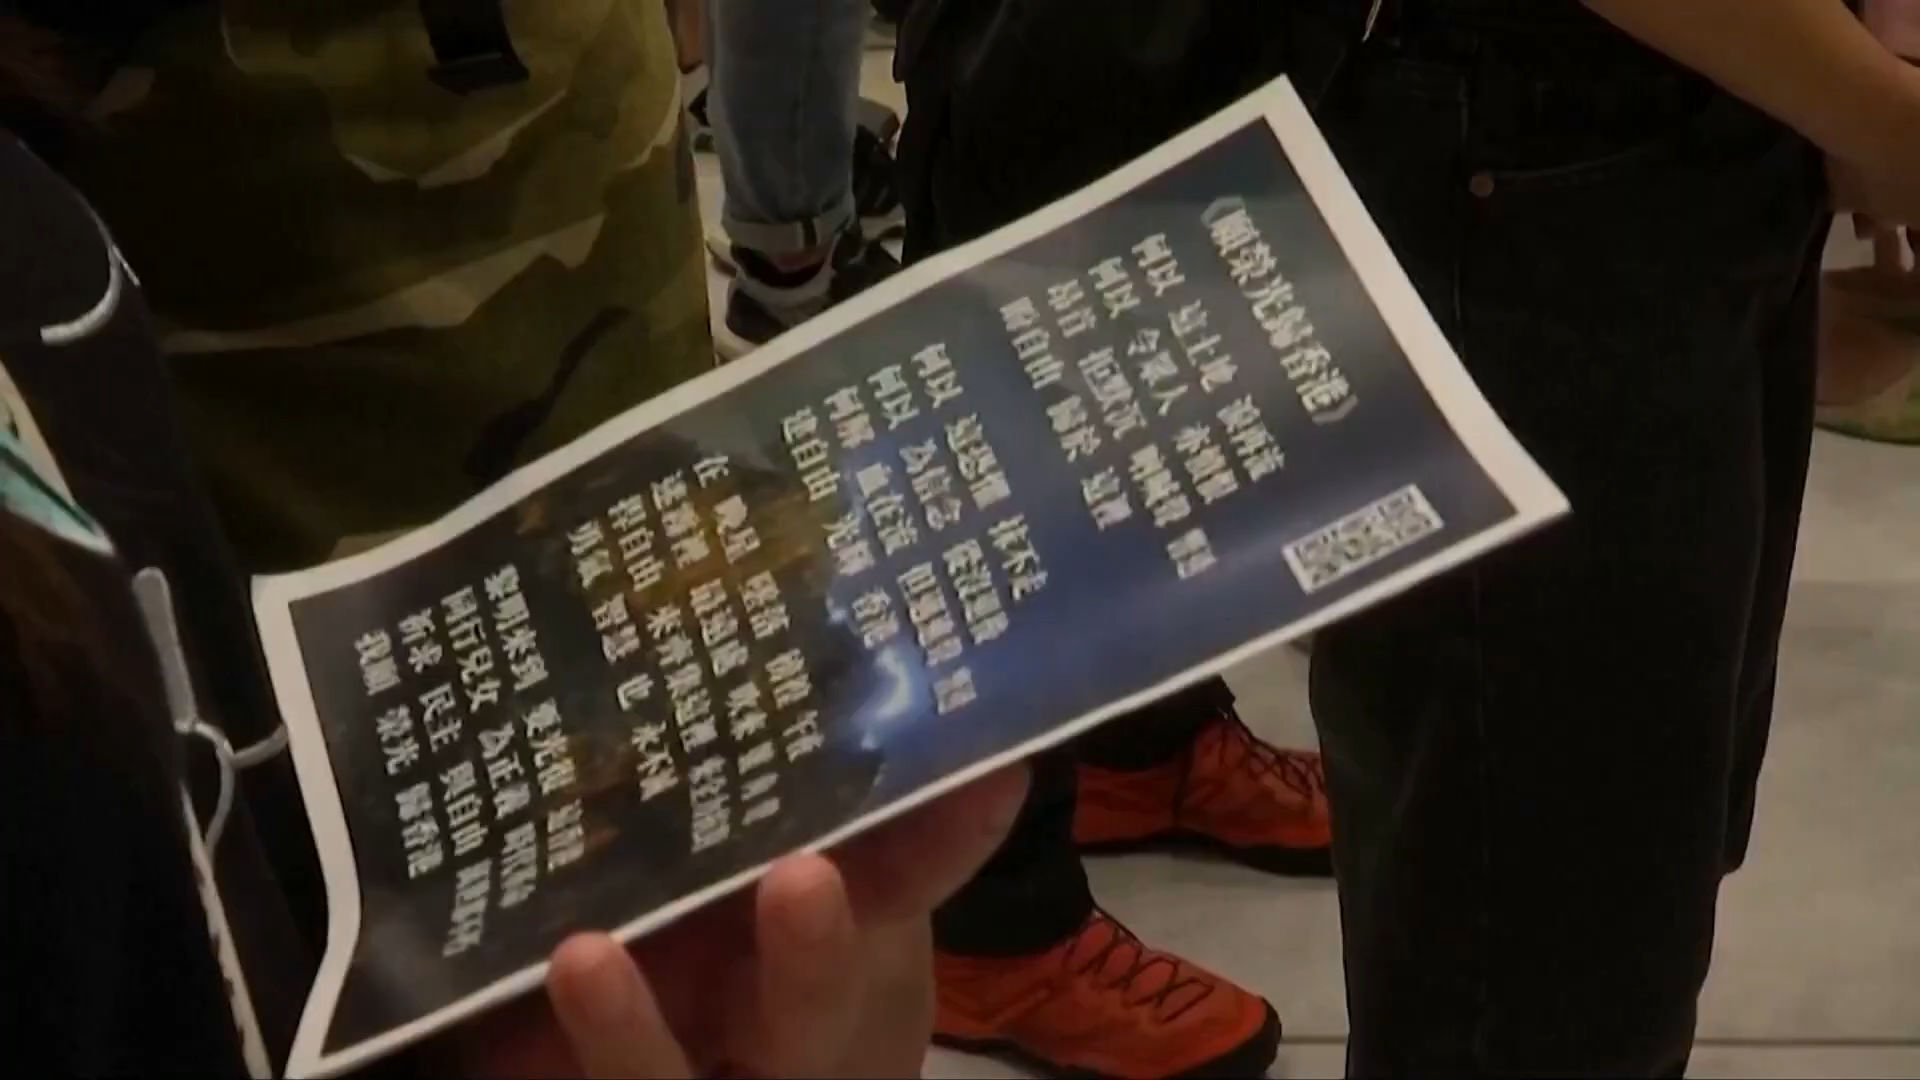 《願榮光歸香港》
何以 這土地 淚再流
何以 令眾人 亦憤恨
昂首 拒默沉 吶喊聲 響透
盼自由 歸於 這裡
何以 這恐懼 抹不走
何以 為信念 從沒退後
何解 血在流 但邁進聲 響透
建自由 光輝 香港
在 晚星 墜落 徬徨 午夜
迷霧裡 最遠處 吹來 號角聲
捍自由 來齊集這裡 來全力抗對
勇氣 智慧 也 永不滅
黎明來到 要光復 這香港
同行兒女 為正義 時代革命
祈求 民主 與自由 萬世都不朽
我願 榮光 歸香港